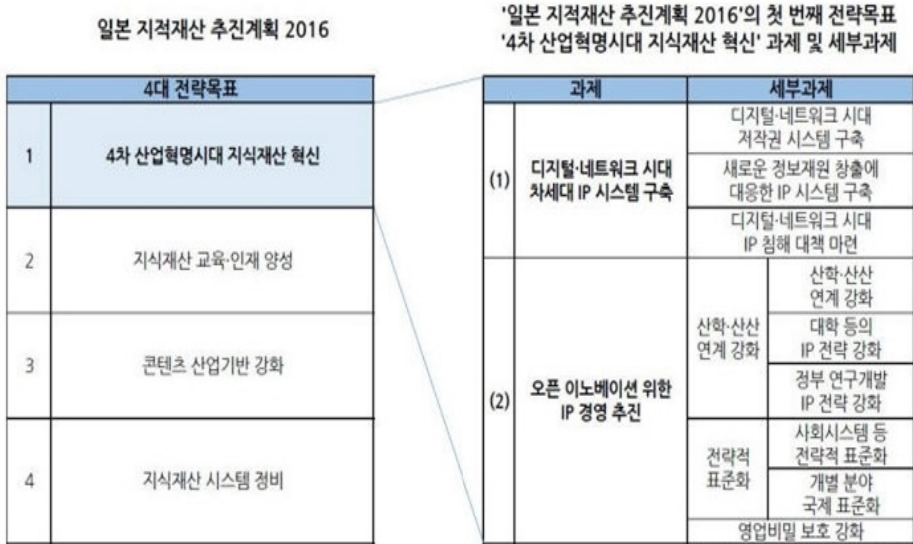 일본 지적재산 추진계획 2016
4대 전략목표
1
4차 산업혁명시대 지식재산 혁신
2
지식재산 교육·인재 양성
3
콘텐츠 산업기반 강화
4
지식재산 시스템 정비
'일본 지적재산 추진계획 2016'의 첫 번째 전략목표
'4차 산업혁명시대 지식재산 혁신' 과제 및 세부과제
과제
세부과제
(1)
디지털·네트워크 시대
차세대 IP 시스템 구축
디지털·네트워크 시대
저작권 시스템 구축
새로운 정보재원 창출에
대응한 IP 시스템 구축
디지털·네트워크 시대
IP 침해 대책 마련
(2)
오픈 이노베이션 위한
IP 경영 추진
산학·산산
연계 강화
산학·산산
연계 강화
대학 등의
IP 전략 강화
정부 연구개발
IP 전략 강화
전략적
표준화
사회시스템 등
전략적 표준화
개별 분야
국제 표준화
영업비밀 보호 강화